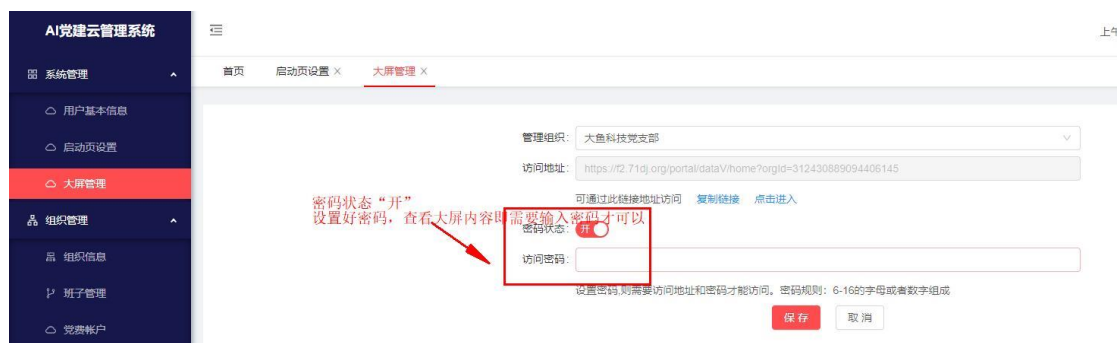 AI党建云管理系统
上午
系统管理
首页 启动页设置 × 大屏管理 ×
用户基本信息
启动页设置
大屏管理
组织管理
组织信息
班子管理
党费帐户
管理组织: 大鱼科技党支部
访问地址: https://f2.71dj.org/portal/dataV/home?orgId=312430889094406145
可通过此链接地址访问 复制链接 点击进入
密码状态“开”
设置好密码，查看大屏内容即需要输入密码才可以
密码状态: 开
访问密码:
设置密码,则需要访问地址和密码才能访问。密码规则：6-16的字母或者数字组成
保存 取消